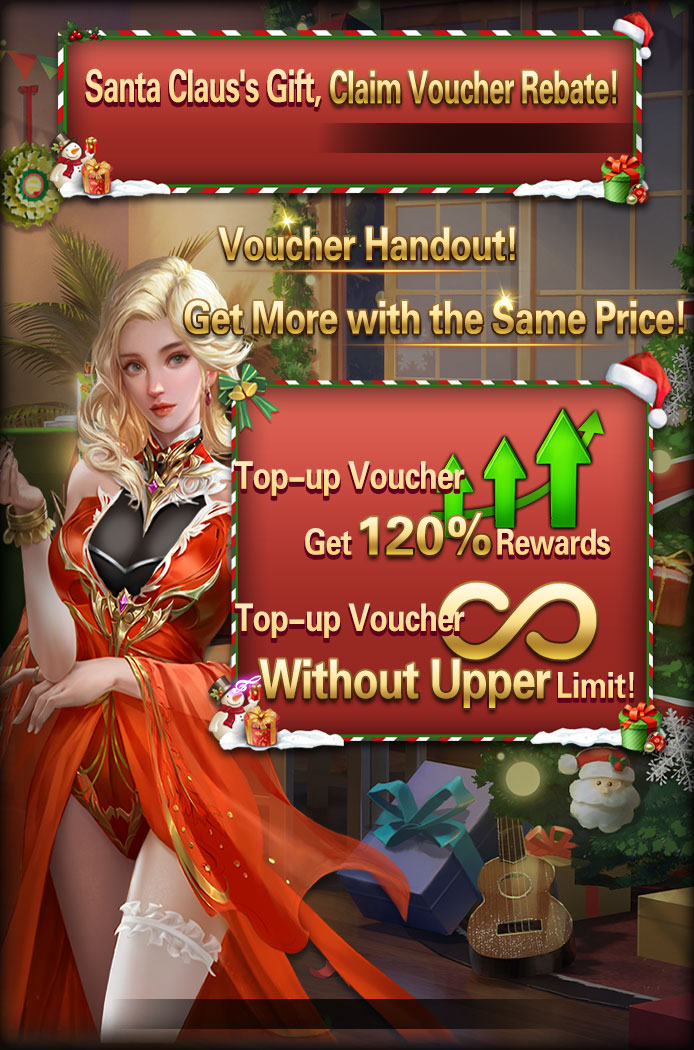 Santa Claus's Gift, Claim Voucher Rebate!
Voucher Handout!
Get More with the Same Price!
Top-up Voucher
Get 120% Rewards
Top-up Voucher
Without Upper Limit!